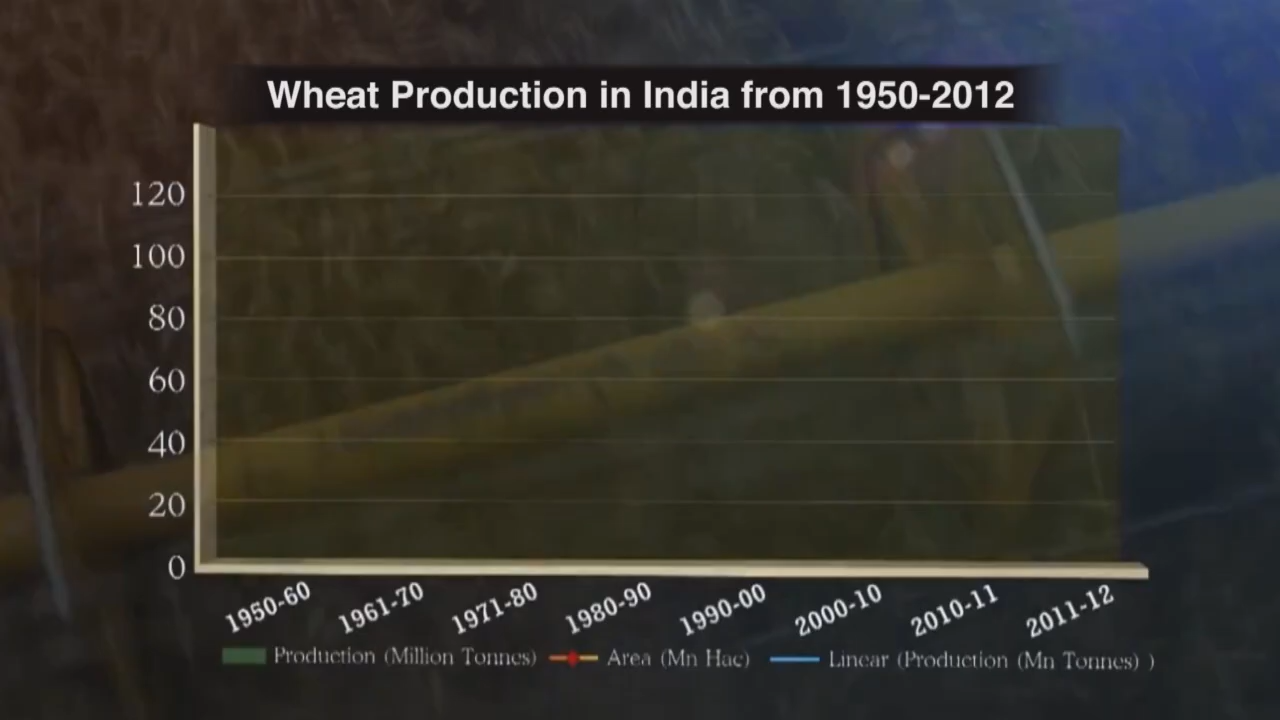 Wheat Production in India from 1950-2012
120
100
80
60
40
20
0
1950-60 1961-70 1971-80 1980-90 1990-00 2000-10 2010-11 2011-12
Production (Million Tonnes) Area (Mn Hac) Linear (Production (Mn Tonnes) )